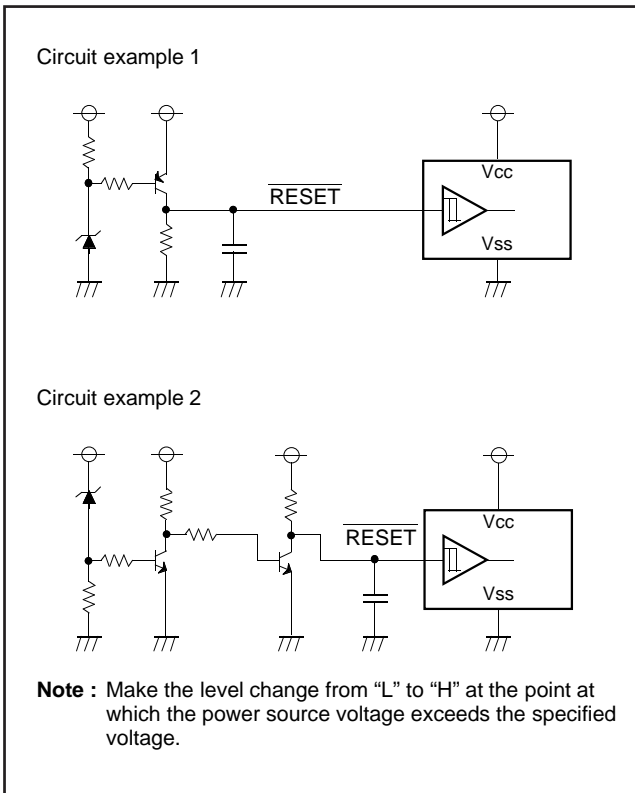 Circuit example 1
RESET
Vcc
Vss
Circuit example 2
RESET
Vcc
Vss
Note : Make the level change from “L” to “H” at the point at
which the power source voltage exceeds the specified
voltage.